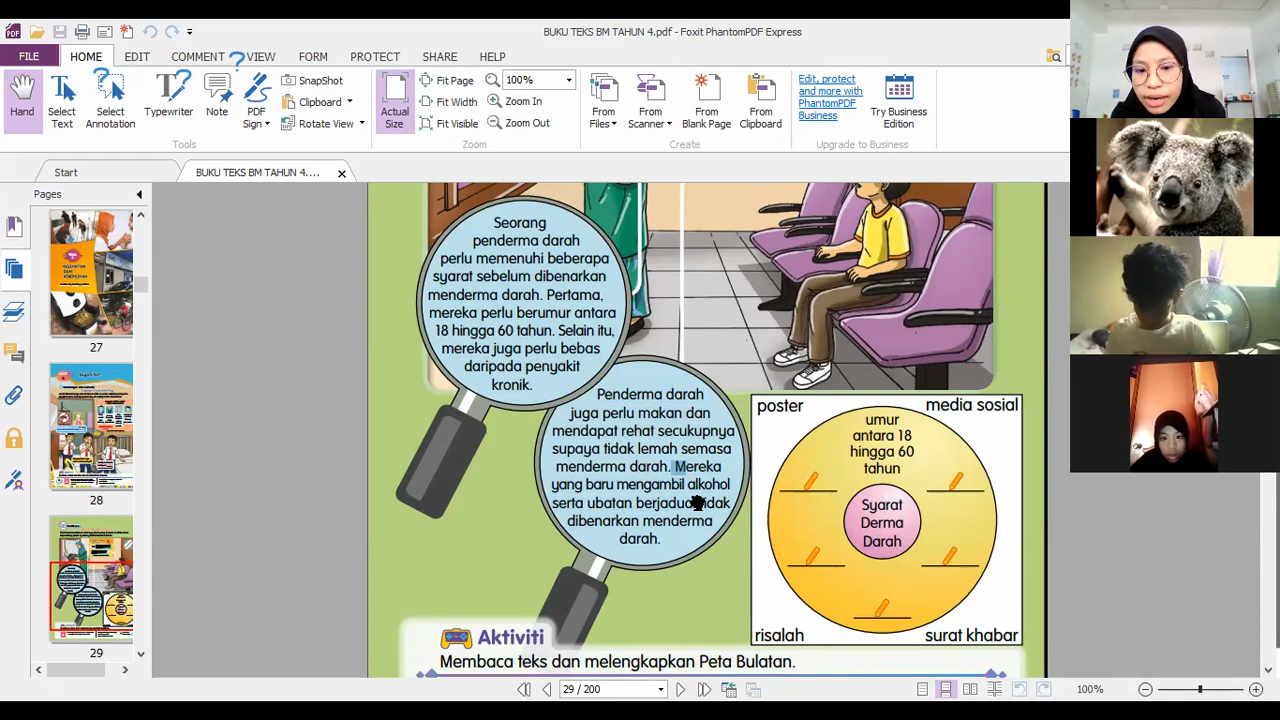 BUKU TEKS BM TAHUN 4.pdf - Foxit PhantomPDF Express
FILE HOME EDIT COMMENT VIEW FORM PROTECT SHARE HELP
Hand
Select Text
Select Annotation
Typewriter
Note
PDF Sign
SnapShot
Clipboard
Rotate View
Tools
Actual Size
Fit Page
Fit Width
Fit Visible
100%
Zoom In
Zoom Out
Zoom
From Files
From Scanner
From Blank Page
From Clipboard
Create
Edit, protect
and more with
PhantomPDF
Business
Try Business Edition
Upgrade to Business
Start
BUKU TEKS BM TAHUN 4....
Pages
27
28
29
Seorang
penderma darah
perlu memenuhi beberapa
syarat sebelum dibenarkan
menderma darah. Pertama,
mereka perlu berumur antara
18 hingga 60 tahun. Selain itu,
mereka juga perlu bebas
daripada penyakit
kronik.
Penderma darah
juga perlu makan dan
mendapat rehat secukupnya
supaya tidak lemah semasa
menderma darah. Mereka
yang baru mengambil alkohol
serta ubatan berjadual tidak
dibenarkan menderma
darah.
poster
media sosial
umur
antara 18
hingga 60
tahun
Syarat
Derma
Darah
risalah
surat khabar
Aktiviti
Membaca teks dan melengkapkan Peta Bulatan.
29 / 200
100%